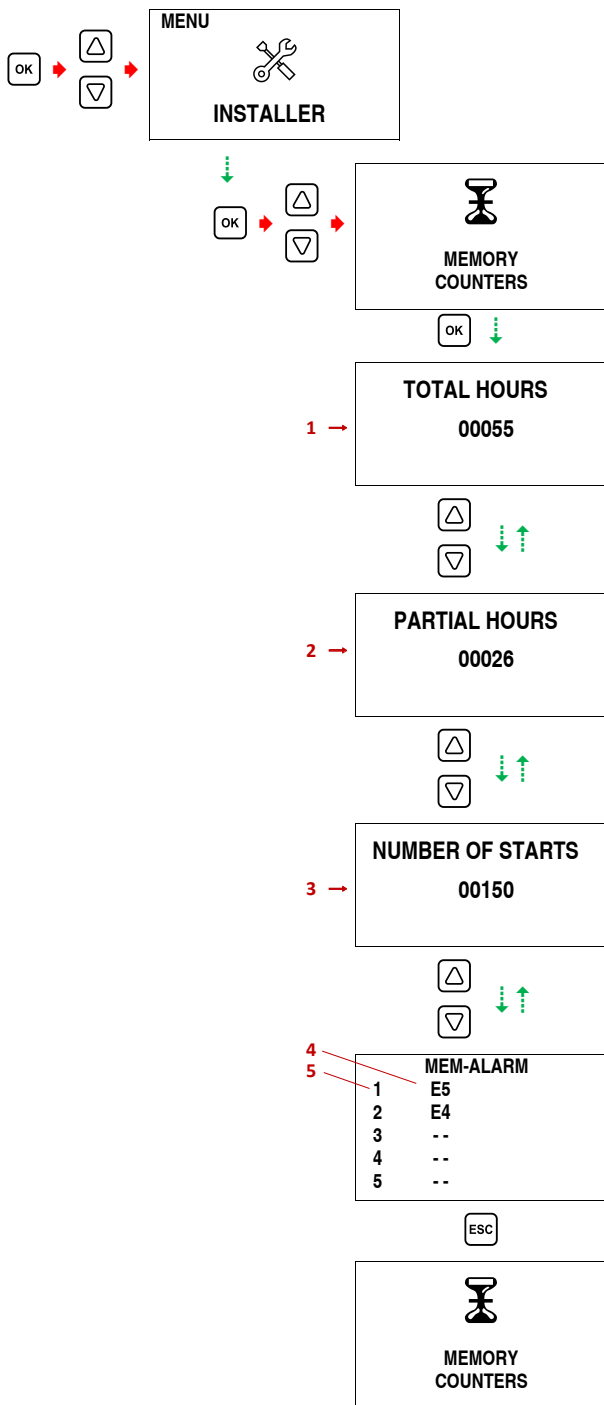 MENU
OK
INSTALLER
OK
MEMORY
COUNTERS
OK
TOTAL HOURS
1
00055
PARTIAL HOURS
2
00026
NUMBER OF STARTS
3
00150
4
5
MEM-ALARM
1 E5
2 E4
3 - -
4 - -
5 - -
ESC
MEMORY
COUNTERS